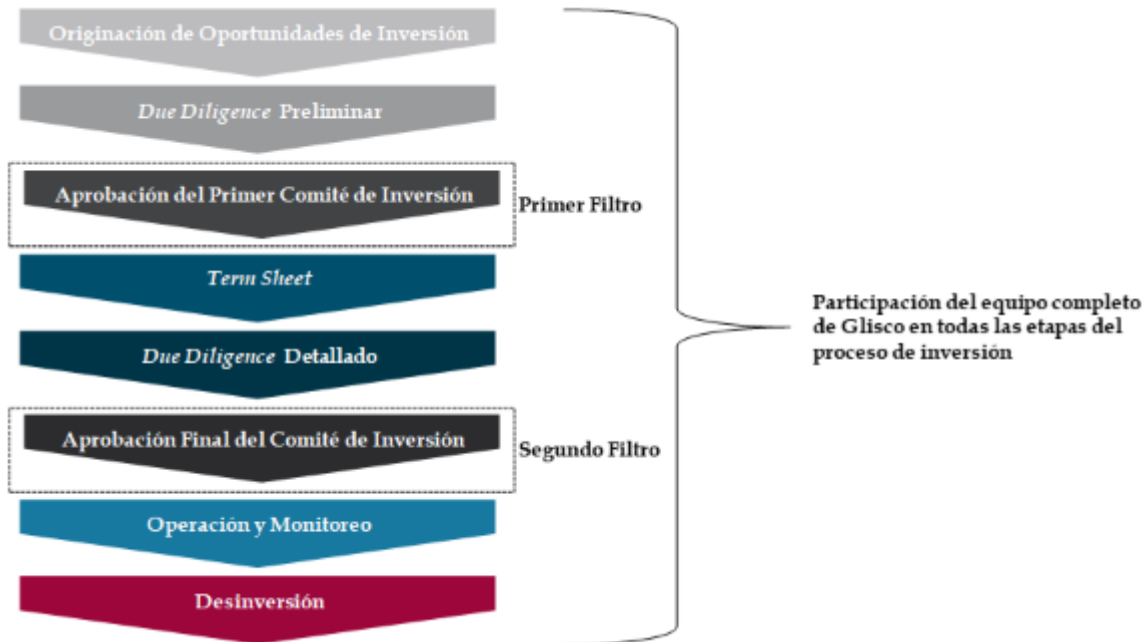 Originación de Oportunidades de Inversión
Due Diligence Preliminar
Aprobación del Primer Comité de Inversión
Primer Filtro
Term Sheet
Due Diligence Detallado
Aprobación Final del Comité de Inversión
Segundo Filtro
Operación y Monitoreo
Desinversión
Participación del equipo completo
de Glisco en todas las etapas del
proceso de inversión